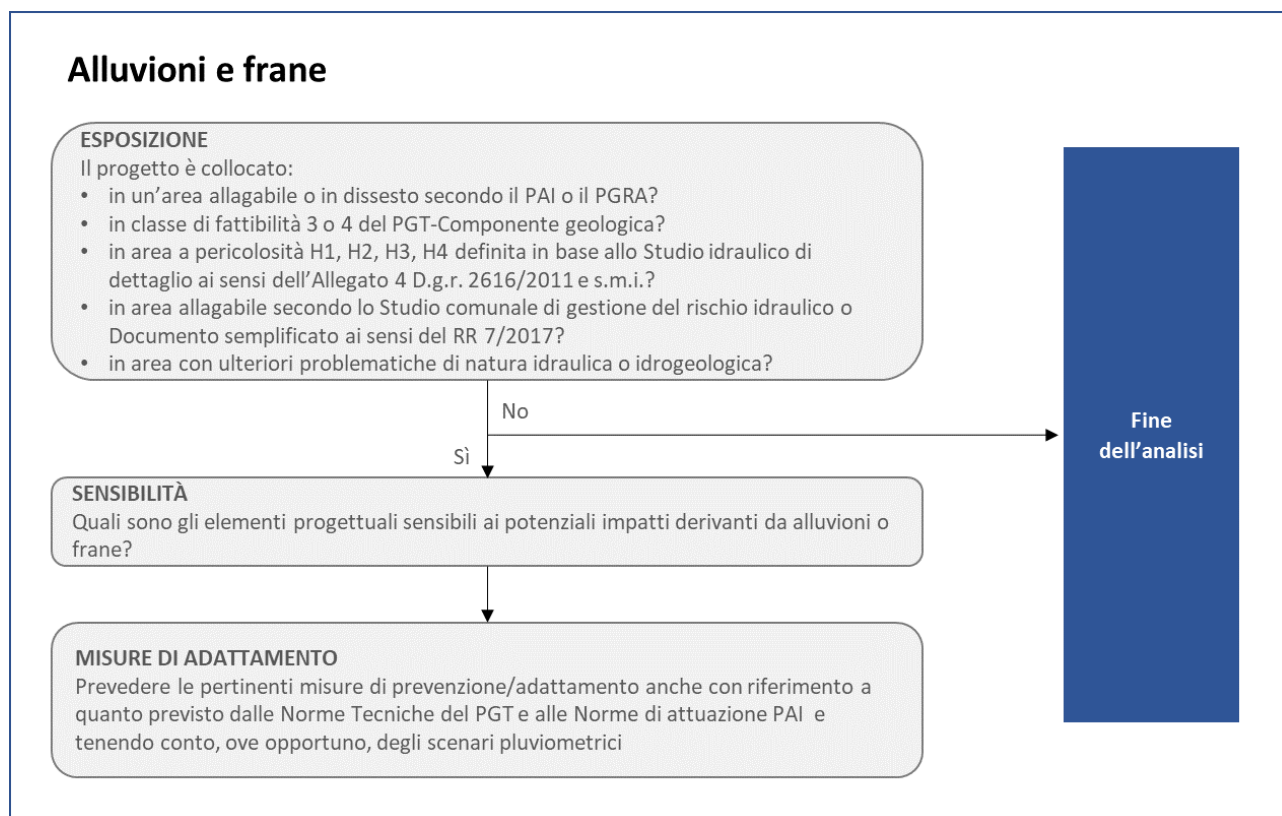 Alluvioni e frane
ESPOSIZIONE
Il progetto è collocato:
• in un'area allagabile o in dissesto secondo il PAI o il PGRA?
• in classe di fattibilità 3 o 4 del PGT-Componente geologica?
• in area a pericolosità H1, H2, H3, H4 definita in base allo Studio idraulico di
dettaglio ai sensi dell'Allegato 4 D.g.r. 2616/2011 e s.m.i.?
• in area allagabile secondo lo Studio comunale di gestione del rischio idraulico o
Documento semplificato ai sensi del RR 7/2017?
• in area con ulteriori problematiche di natura idraulica o idrogeologica?
No
Sì
Fine
dell'analisi
SENSIBILITÀ
Quali sono gli elementi progettuali sensibili ai potenziali impatti derivanti da alluvioni o
frane?
MISURE DI ADATTAMENTO
Prevedere le pertinenti misure di prevenzione/adattamento anche con riferimento a
quanto previsto dalle Norme Tecniche del PGT e alle Norme di attuazione PAI e
tenendo conto, ove opportuno, degli scenari pluviometrici